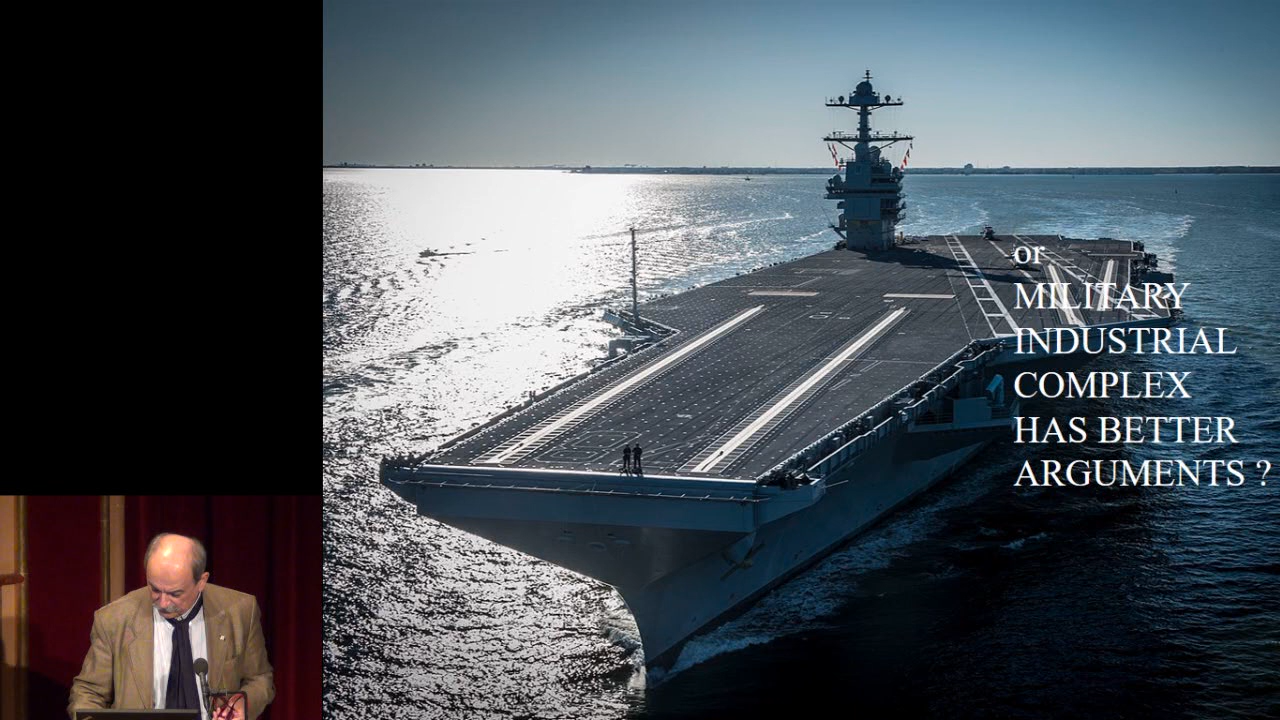 or
MILITARY
INDUSTRIAL
COMPLEX
HAS BETTER
ARGUMENTS ?